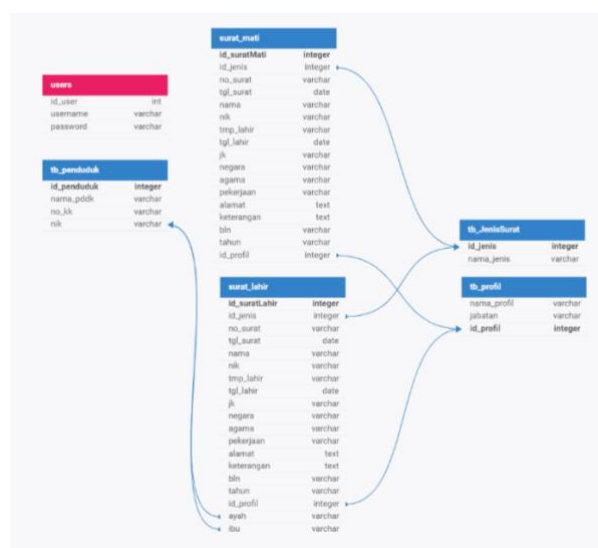 users
id_user int
username varchar
password varchar
tb_penduduk
id_penduduk integer
nama_pddk varchar
no_kk varchar
nik varchar
surat_mati
id_suratMati integer
id_jenis integer
no_surat varchar
tgl_surat date
nama varchar
nik varchar
tmp_lahir varchar
tgl_lahir date
jk varchar
negara varchar
agama varchar
pekerjaan varchar
alamat text
keterangan text
bln varchar
tahun varchar
id_profil integer
surat_lahir
id_suratLahir integer
id_jenis integer
no_surat varchar
tgl_surat date
nama varchar
nik varchar
tmp_lahir varchar
tgl_lahir date
jk varchar
negara varchar
agama varchar
pekerjaan varchar
alamat text
keterangan text
bln varchar
tahun varchar
id_profil integer
ayah varchar
ibu varchar
tb_JenisSurat
id_jenis integer
nama_jenis varchar
tb_profil
nama_profil varchar
jabatan varchar
id_profil integer